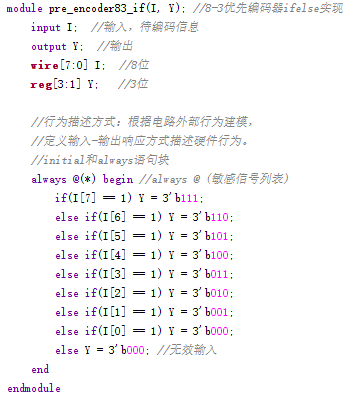 module pre_encoder83_if(I, Y); //8-3优先编码器ifelse实现
    input I;  //输入，待编码信息
    output Y;  //输出
    wire[7:0] I;  //8位
    reg[3:1] Y;   //3位

    //行为描述方式：根据电路外部行为建模，
    //定义输入-输出响应方式描述硬件行为。
    //initial和always语句块
    always @(*) begin //always @（敏感信号列表）
        if(I[7] == 1) Y = 3'b111;
        else if(I[6] == 1) Y = 3'b110;
        else if(I[5] == 1) Y = 3'b101;
        else if(I[4] == 1) Y = 3'b100;
        else if(I[3] == 1) Y = 3'b011;
        else if(I[2] == 1) Y = 3'b010;
        else if(I[1] == 1) Y = 3'b001;
        else if(I[0] == 1) Y = 3'b000;
        else Y = 3'b000; //无效输入
    end
endmodule